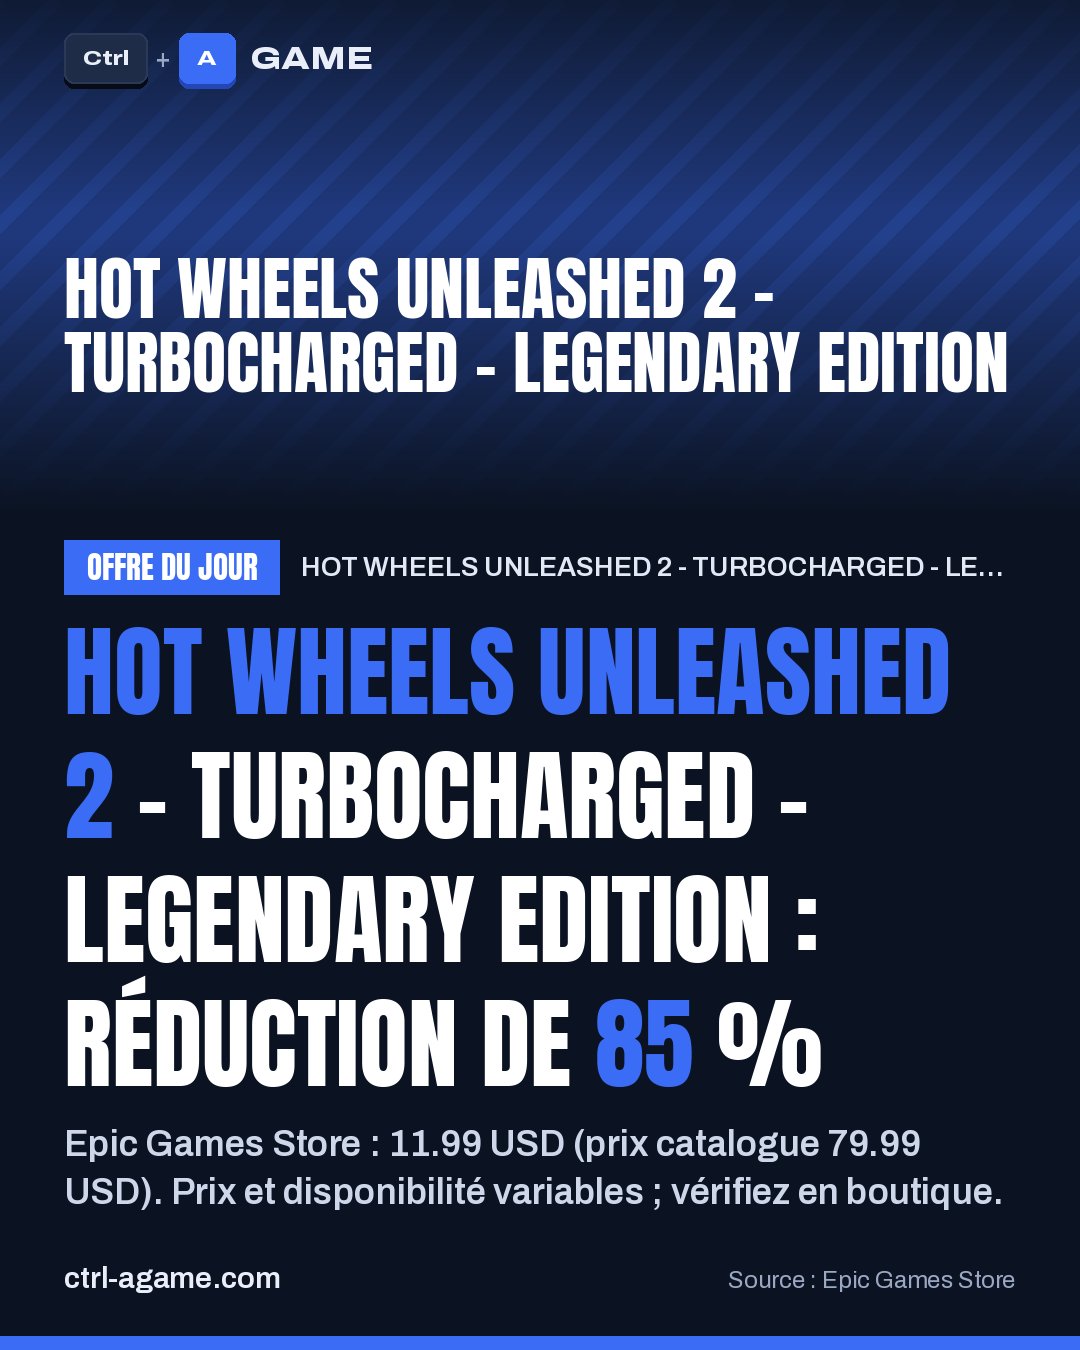 Ctrl + A GAME
HOT WHEELS UNLEASHED 2 -
TURBOCHARGED - LEGENDARY EDITION
OFFRE DU JOUR HOT WHEELS UNLEASHED 2 - TURBOCHARGED - LE...
HOT WHEELS UNLEASHED
2 - TURBOCHARGED -
LEGENDARY EDITION :
RÉDUCTION DE 85 %
Epic Games Store : 11.99 USD (prix catalogue 79.99
USD). Prix et disponibilité variables ; vérifiez en boutique.
ctrl-agame.com Source : Epic Games Store